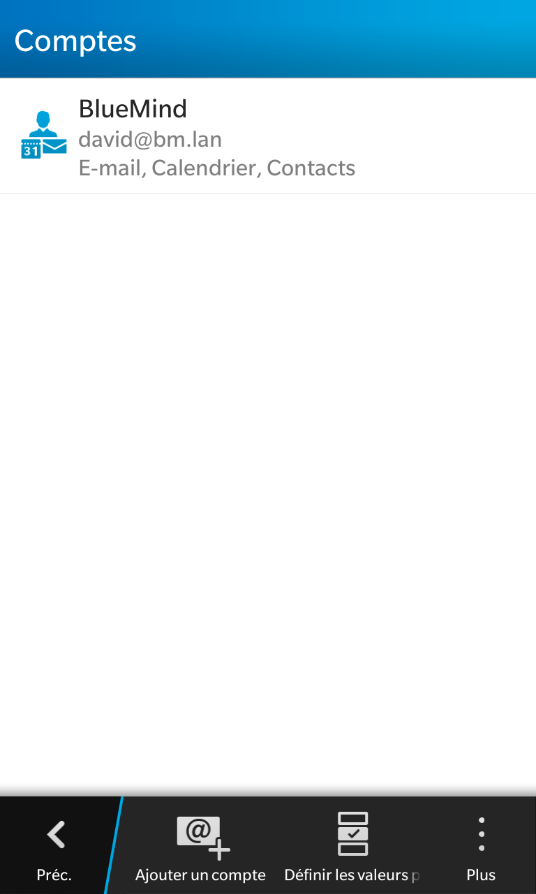 Comptes
BlueMind
david@bm.lan
E-mail, Calendrier, Contacts
31
@
Préc.
Ajouter un compte
Définir les valeurs p
Plus